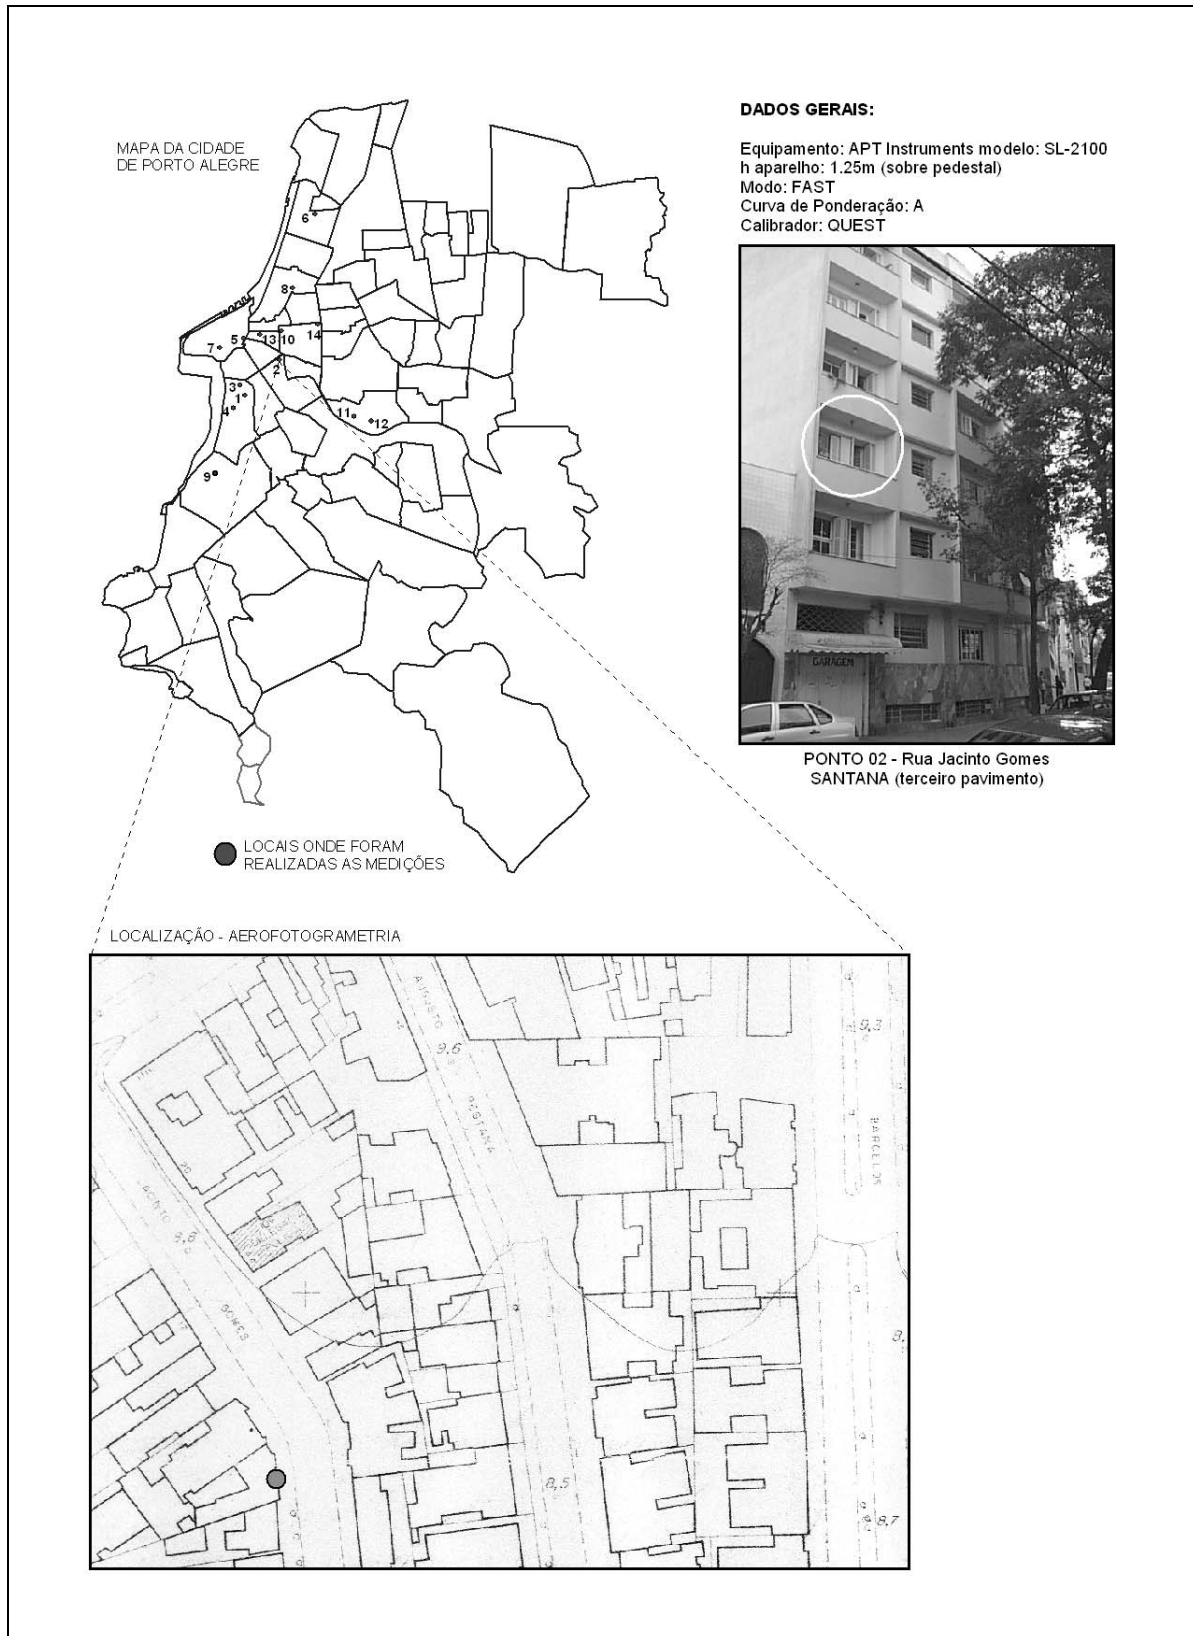 MAPA DA CIDADE
DE PORTO ALEGRE
6
8
14
5
13
10
7
2
3
1
4
11
12
9
LOCAIS ONDE FORAM
REALIZADAS AS MEDIÇÕES
DADOS GERAIS:
Equipamento: APT Instruments modelo: SL-2100
h aparelho: 1.25m (sobre pedestal)
Modo: FAST
Curva de Ponderação: A
Calibrador: QUEST
GARAGEM
PONTO 02 - Rua Jacinto Gomes
SANTANA (terceiro pavimento)
LOCALIZAÇÃO - AEROFOTOGRAMETRIA
AUGUSTO
9.6
PESTANA
9,3
BARCELOS
9.6
GOMES
8,5
8,7